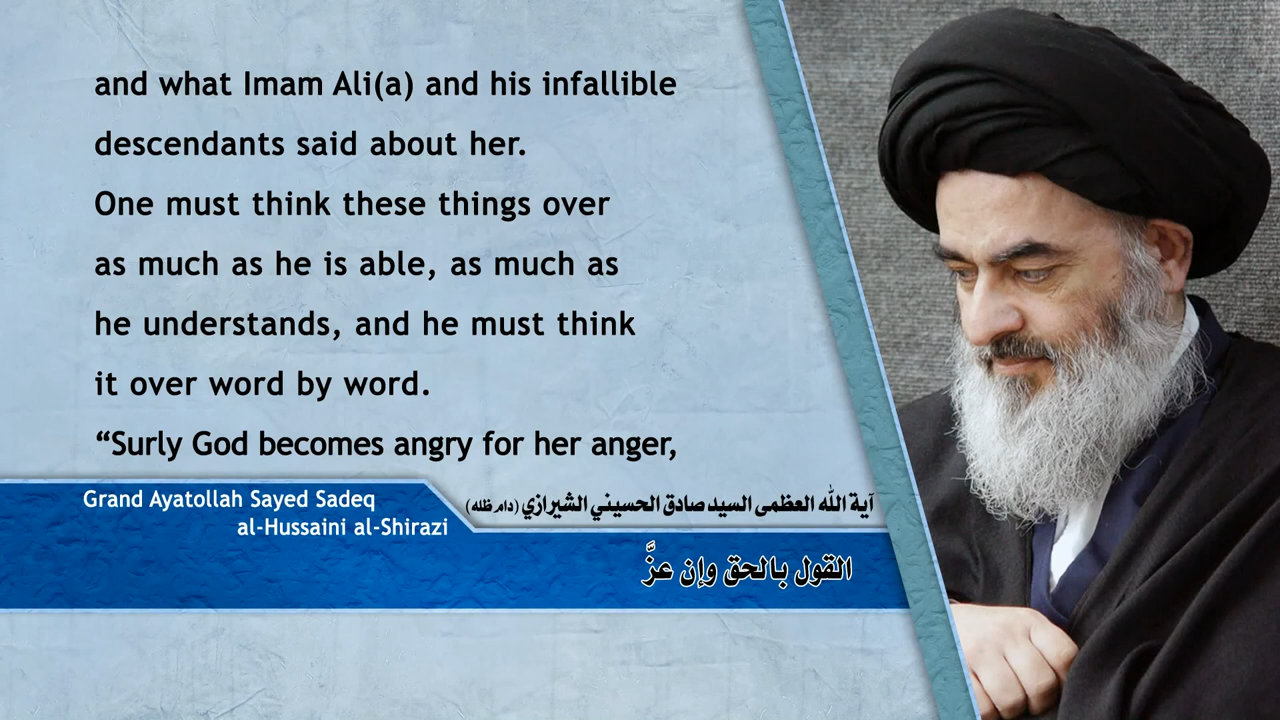 and what Imam Ali(a) and his infallible
descendants said about her.
One must think these things over
as much as he is able, as much as
he understands, and he must think
it over word by word.
“Surly God becomes angry for her anger,
Grand Ayatollah Sayed Sadeq
al-Hussaini al-Shirazi
آية الله العظمى السيد صادق الحسيني الشيرازي (دام ظله)
القول بالحق وإن عزَّ